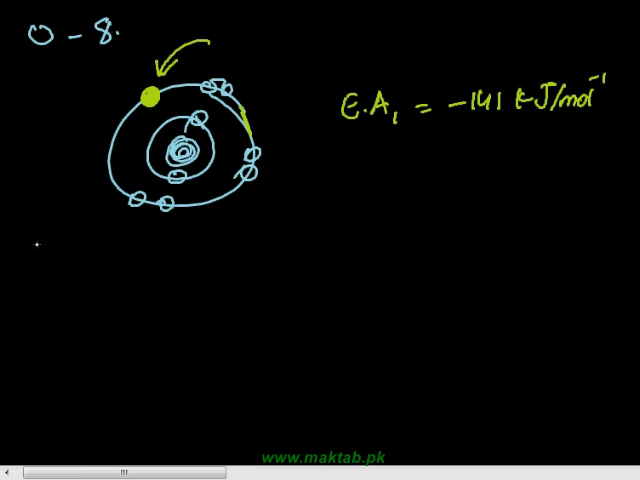 O - 8.
E.A₁ = -141 kJ/mol⁻¹
www.maktab.pk